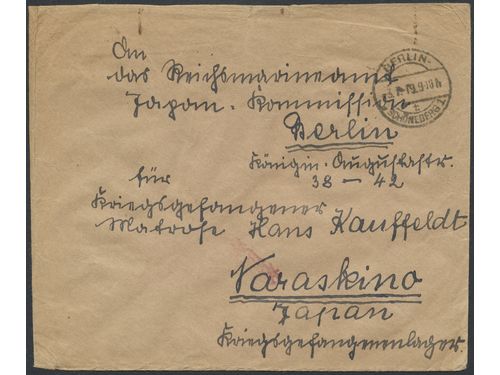 An
das Reichsmarineamt
Japan-Kommission
Berlin
Königin-Augustastr.
38 – 42
für
Kriegsgefangener
Matrose Hans Kauffeldt
Naraskino
Japan
Kriegsgefangenenlager.
BERLIN-
SCHÖNEBERG